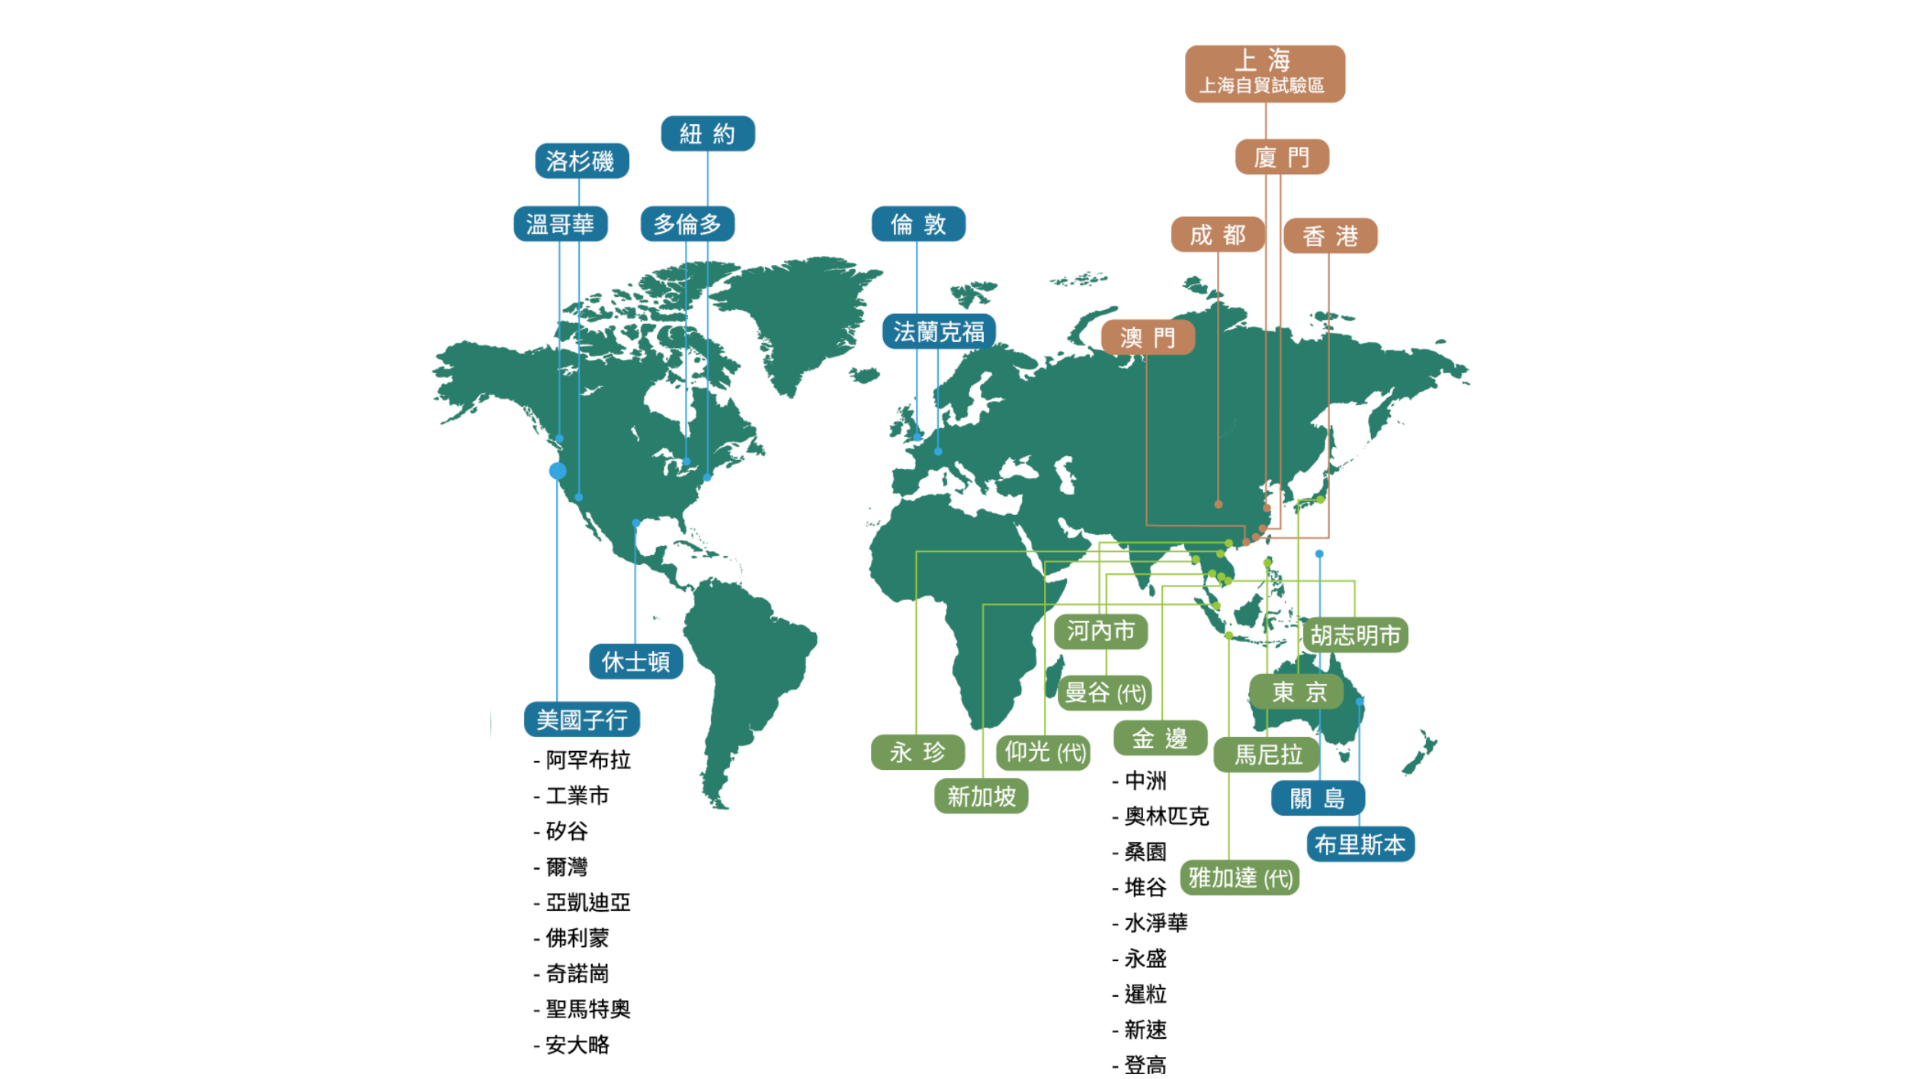 上 海
上海自貿試驗區
紐 約
廈 門
洛杉磯
溫哥華
多倫多
倫 敦
成 都
香 港
法蘭克福
澳 門
河內市
胡志明市
休士頓
曼谷 (代)
東 京
美國子行
永 珍
仰光 (代)
金 邊
馬尼拉
新加坡
關 島
布里斯本
雅加達 (代)
- 阿罕布拉
- 工業市
- 矽谷
- 爾灣
- 亞凱迪亞
- 佛利蒙
- 奇諾崗
- 聖馬特奧
- 安大略
- 中洲
- 奧林匹克
- 桑園
- 堆谷
- 水淨華
- 永盛
- 暹粒
- 新速
- 登高